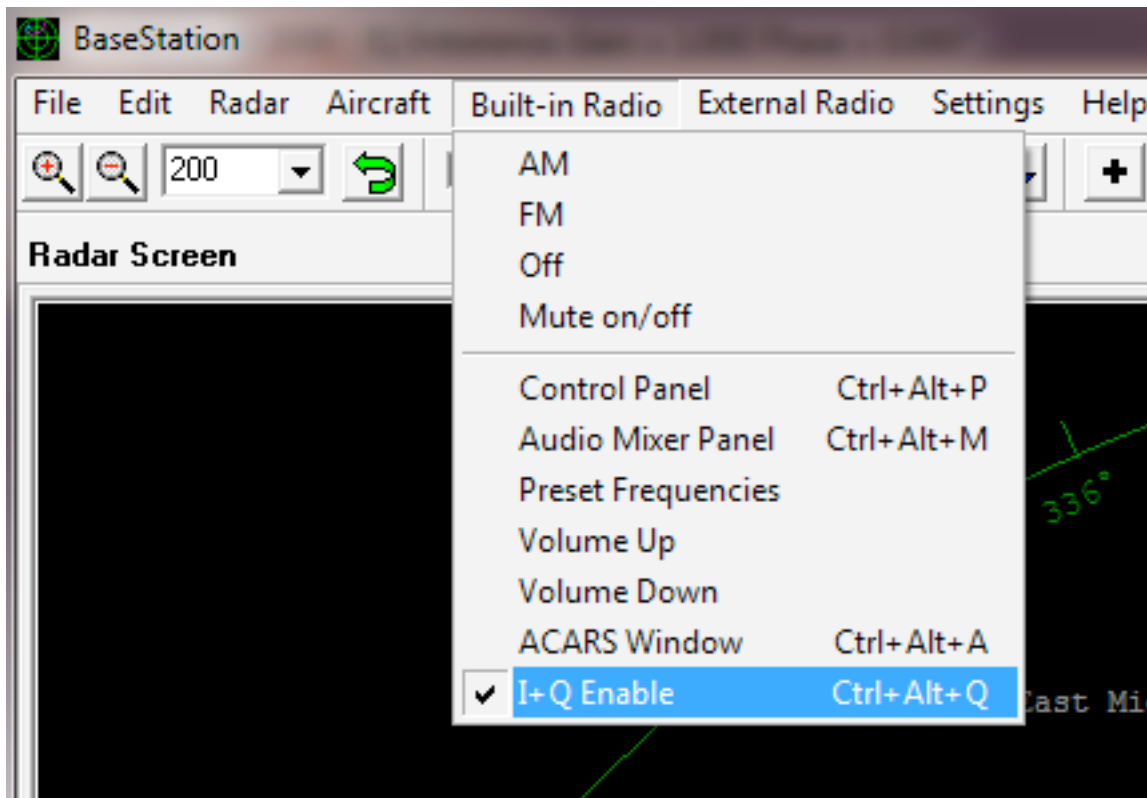 BaseStation
File Edit Radar Aircraft Built-in Radio External Radio Settings Help
200
Radar Screen
AM
FM
Off
Mute on/off
Control Panel Ctrl+Alt+P
Audio Mixer Panel Ctrl+Alt+M
Preset Frequencies
Volume Up
Volume Down
ACARS Window Ctrl+Alt+A
I+Q Enable Ctrl+Alt+Q
336°
East Mi